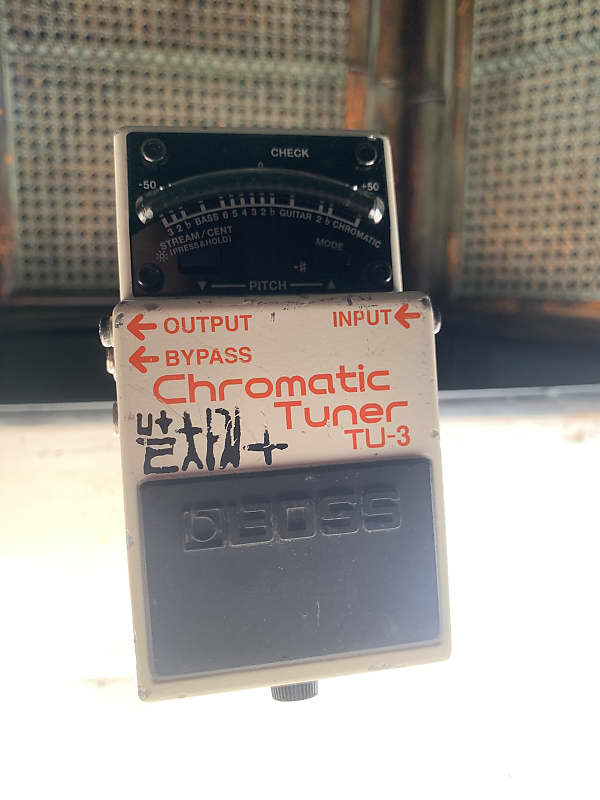 CHECK
-50 0 +50
3 2 ♭ BASS 6 5 4 3 2 ♭ GUITAR 2 ♭ CHROMATIC
STREAM/CENT
(PRESS&HOLD)
MODE
▼ PITCH ▲
← OUTPUT
INPUT ←
← BYPASS
Chromatic
Tuner
TU-3
BOSS